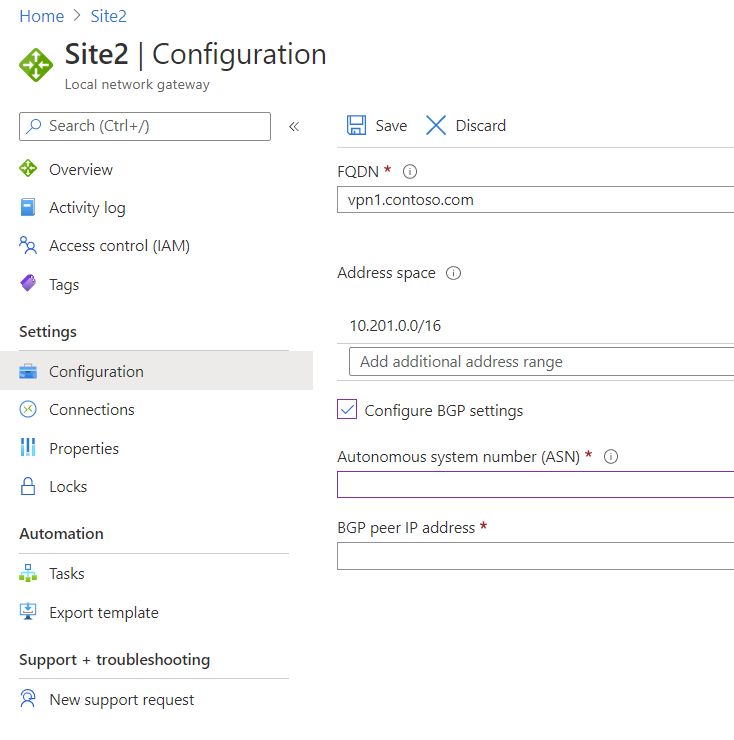 Home > Site2
Site2 | Configuration
Local network gateway
Search (Ctrl+/)
«
Overview
Activity log
Access control (IAM)
Tags
Settings
Configuration
Connections
Properties
Locks
Automation
Tasks
Export template
Support + troubleshooting
New support request
Save Discard
FQDN *
vpn1.contoso.com
Address space
10.201.0.0/16
Add additional address range
Configure BGP settings
Autonomous system number (ASN) *
BGP peer IP address *